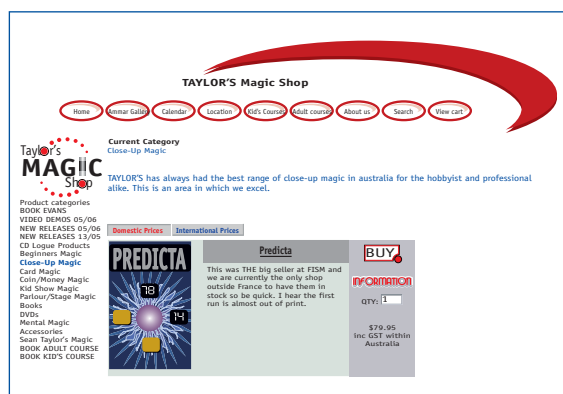 TAYLOR'S Magic Shop
Home
Ammar Gallery
Calendar
Location
Kid's Courses
Adult courses
About us
Search
View cart
Taylor's
MAGIC
Shop
Current Category
Close-Up Magic
TAYLOR'S has always had the best range of close-up magic in australia for the hobbyist and professional
alike. This is an area in which we excel.
Product categories
BOOK EVANS
VIDEO DEMOS 05/06
NEW RELEASES 05/06
NEW RELEASES 13/05
CD Logue Products
Beginners Magic
Close-Up Magic
Card Magic
Coin/Money Magic
Kid Show Magic
Parlour/Stage Magic
Books
DVDs
Mental Magic
Accessories
Sean Taylor's Magic
BOOK ADULT COURSE
BOOK KID'S COURSE
Domestic Prices
International Prices
PREDICTA
78
14
Predicta
This was THE big seller at FISM and
we are currently the only shop
outside France to have them in
stock so be quick. I hear the first
run is almost out of print.
BUY
INFORMATION
QTY: 1
$79.95
inc GST within
Australia